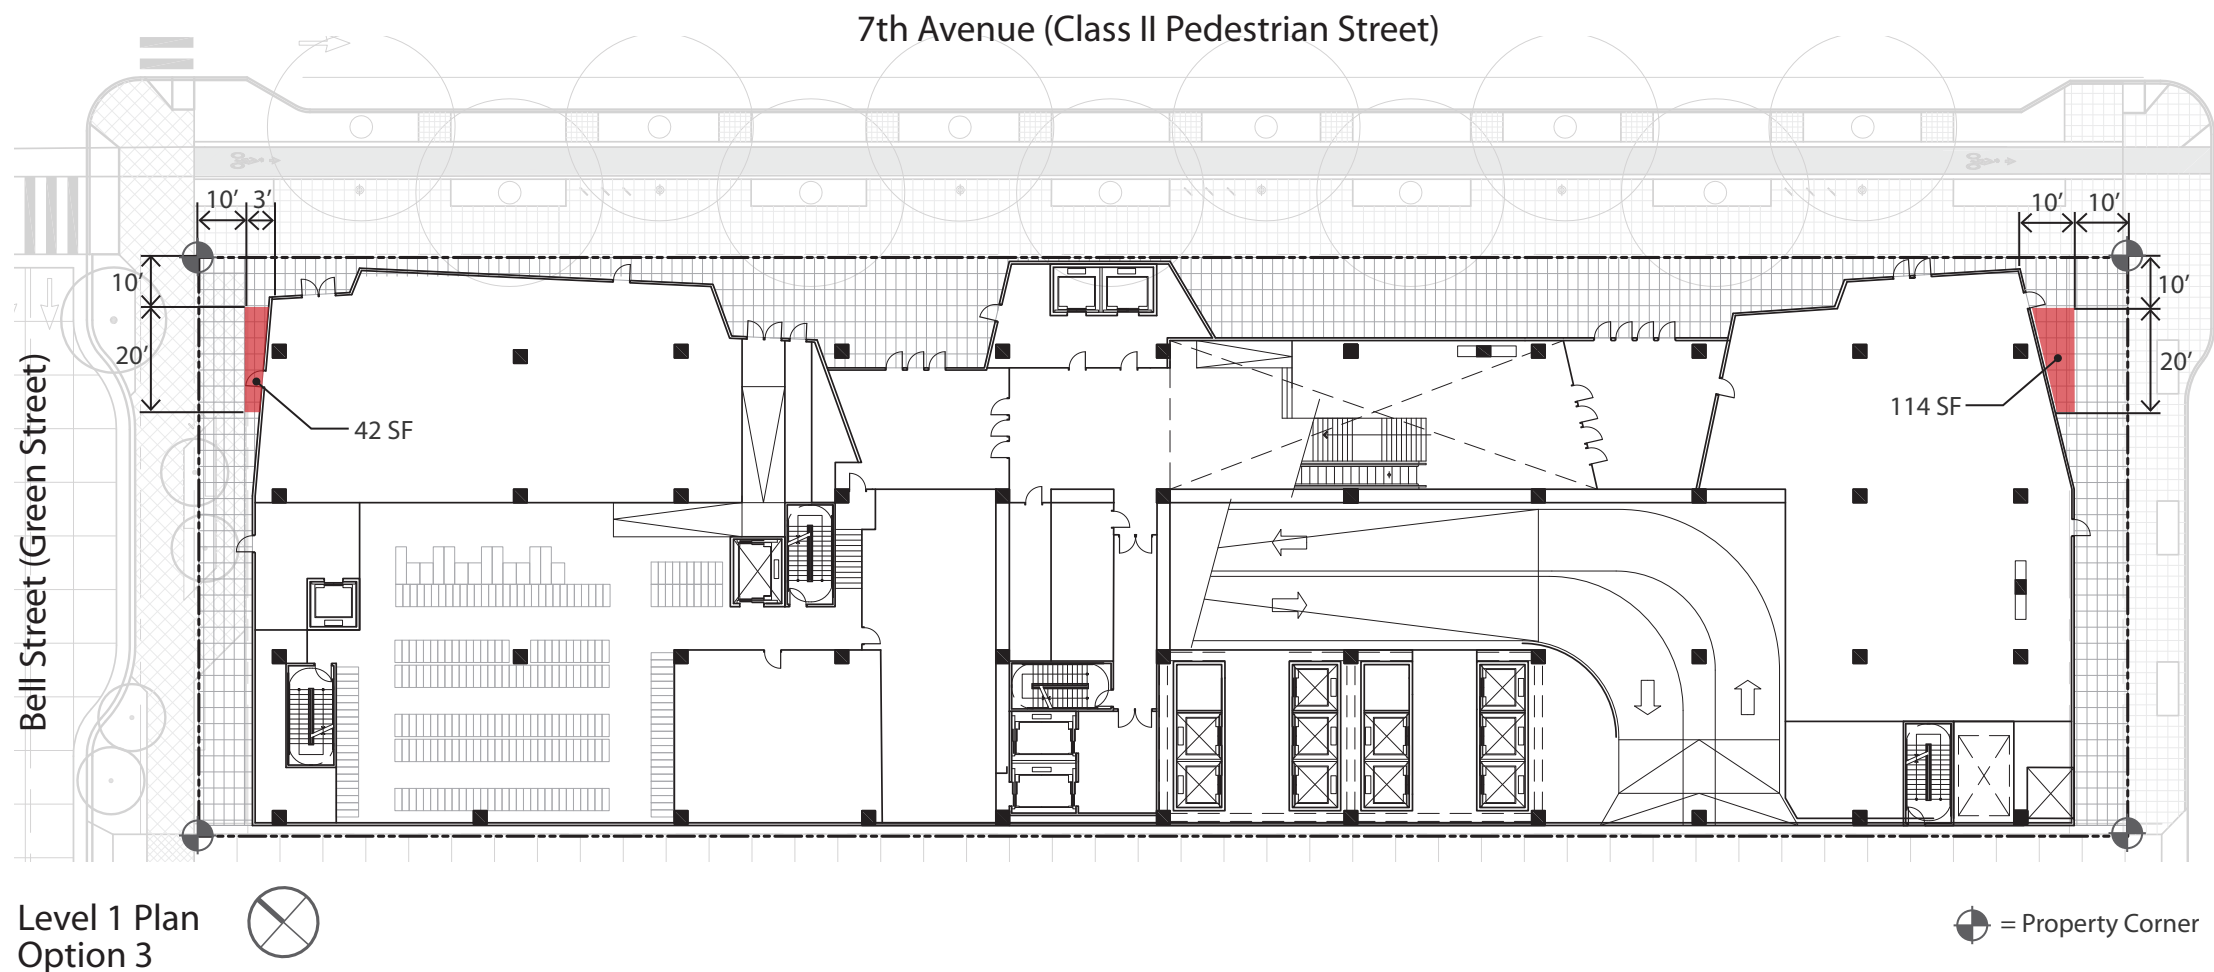 7th Avenue (Class II Pedestrian Street)
10’ 3’
10’ 10’
10’
20’
10’
20’
42 SF
114 SF
Bell Street (Green Street)
Level 1 Plan
Option 3
= Property Corner